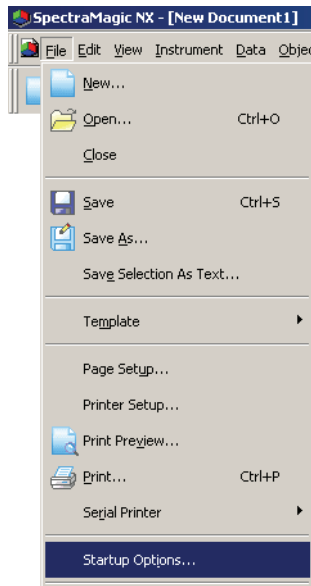 SpectraMagic NX - [New Document1]
File Edit View Instrument Data Objec
New...
Open... Ctrl+O
Close
Save Ctrl+S
Save As...
Save Selection As Text...
Template
Page Setup...
Printer Setup...
Print Preview...
Print... Ctrl+P
Serial Printer
Startup Options...